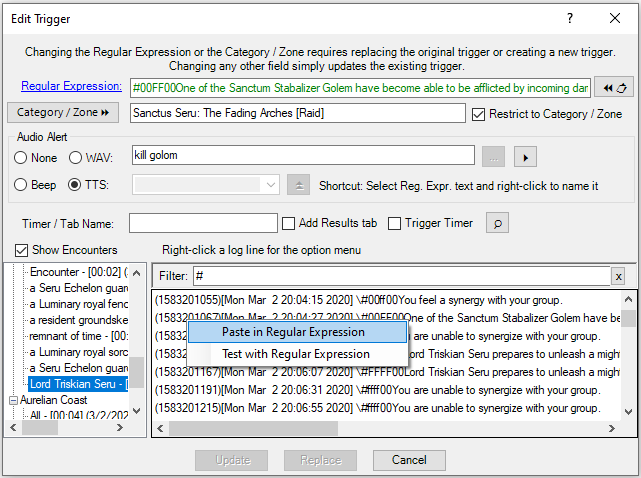 Edit Trigger
? ×
Changing the Regular Expression or the Category / Zone requires replacing the original trigger or creating a new trigger.
Changing any other field simply updates the existing trigger.
Regular Expression: #00FF00One of the Sanctum Stabalizer Golem have become able to be afflicted by incoming dar
Category / Zone Sanctus Seru: The Fading Arches [Raid] Restrict to Category / Zone
Audio Alert
None WAV: kill golom ...
Beep TTS: Shortcut: Select Reg. Expr. text and right-click to name it
Timer / Tab Name: Add Results tab Trigger Timer
Show Encounters Right-click a log line for the option menu
Filter: # x
Encounter - [00:02] (
a Seru Echelon guar
a Luminary royal fenc
a resident groundske
remnant of time - [00
a Luminary royal sorc
a Seru Echelon guar
Lord Triskian Seru - [
Aurelian Coast
All - [00:04] (3/2/202
(1583201055)[Mon Mar 2 20:04:15 2020] \#00ff00You feel a synergy with your group.
(1583201067)[Mon Mar 2 20:04:27 2020] \#00FF00One of the Sanctum Stabalizer Golem have be
Paste in Regular Expression
u are unable to synergize with your group.
Test with Regular Expression
Lord Triskian Seru prepares to unleash a migh
(1583201167)[Mon Mar 2 20:06:07 2020] \#FFFF00Lord Triskian Seru prepares to unleash a migh
(1583201191)[Mon Mar 2 20:06:31 2020] \#ffff00You are unable to synergize with your group.
(1583201215)[Mon Mar 2 20:06:55 2020] \#ffff00You are unable to synergize with your group.
Update Replace Cancel